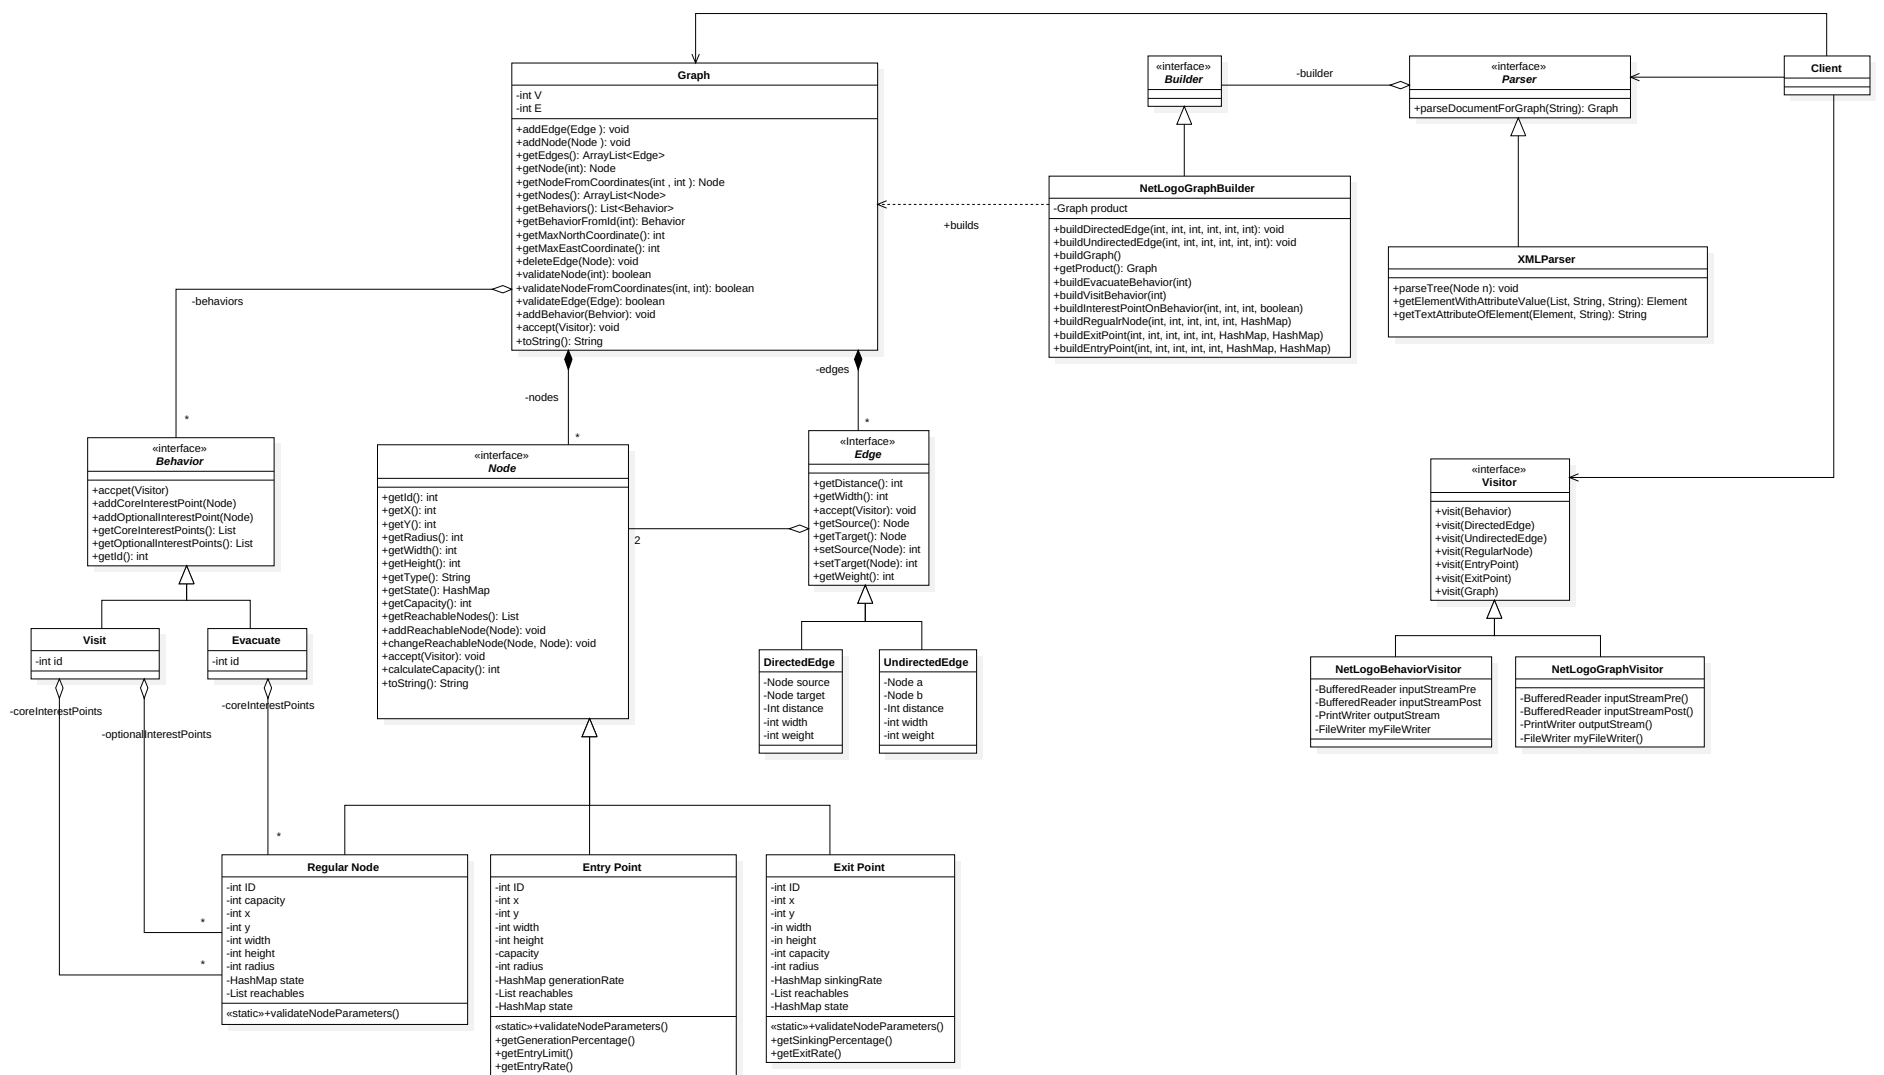 Graph
-int V
-int E
+addEdge(Edge ): void
+addNode(Node ): void
+getEdges(): ArrayList<Edge>
+getNode(int): Node
+getNodeFromCoordinates(int , int ): Node
+getNodes(): ArrayList<Node>
+getBehaviors(): List<Behavior>
+getBehaviorFromId(int): Behavior
+getMaxNorthCoordinate(): int
+getMaxEastCoordinate(): int
+deleteEdge(Node): void
+validateNode(int): boolean
+validateNodeFromCoordinates(int, int): boolean
+validateEdge(Edge): boolean
+addBehavior(Behvior): void
+accept(Visitor): void
+toString(): String
«interface»
Builder
-builder
«interface»
Parser
+parseDocumentForGraph(String): Graph
Client
+builds
NetLogoGraphBuilder
-Graph product
+buildDirectedEdge(int, int, int, int, int, int): void
+buildUndirectedEdge(int, int, int, int, int, int): void
+buildGraph()
+getProduct(): Graph
+buildEvacuateBehavior(int)
+buildVisitBehavior(int)
+buildInterestPointOnBehavior(int, int, int, boolean)
+buildRegualrNode(int, int, int, int, int, HashMap)
+buildExitPoint(int, int, int, int, int, HashMap, HashMap)
+buildEntryPoint(int, int, int, int, int, HashMap, HashMap)
XMLParser
+parseTree(Node n): void
+getElementWithAttributeValue(List, String, String): Element
+getTextAttributeOfElement(Element, String): String
-behaviors
*
-nodes
*
-edges
*
«interface»
Behavior
+accpet(Visitor)
+addCoreInterestPoint(Node)
+addOptionalInterestPoint(Node)
+getCoreInterestPoints(): List
+getOptionalInterestPoints(): List
+getId(): int
«interface»
Node
+getId(): int
+getX(): int
+getY(): int
+getRadius(): int
+getWidth(): int
+getHeight(): int
+getType(): String
+getState(): HashMap
+getCapacity(): int
+getReachableNodes(): List
+addReachableNode(Node): void
+changeReachableNode(Node, Node): void
+accept(Visitor): void
+calculateCapacity(): int
+toString(): String
2
«Interface»
Edge
+getDistance(): int
+getWidth(): int
+accept(Visitor): void
+getSource(): Node
+getTarget(): Node
+setSource(Node): int
+setTarget(Node): int
+getWeight(): int
«interface»
Visitor
+visit(Behavior)
+visit(DirectedEdge)
+visit(UndirectedEdge)
+visit(RegularNode)
+visit(EntryPoint)
+visit(ExitPoint)
+visit(Graph)
Visit
-int id
Evacuate
-int id
-coreInterestPoints
-optionalInterestPoints
-coreInterestPoints
*
*
*
DirectedEdge
-Node source
-Node target
-Int distance
-int width
-int weight
UndirectedEdge
-Node a
-Node b
-Int distance
-int width
-int weight
NetLogoBehaviorVisitor
-BufferedReader inputStreamPre
-BufferedReader inputStreamPost
-PrintWriter outputStream
-FileWriter myFileWriter
NetLogoGraphVisitor
-BufferedReader inputStreamPre()
-BufferedReader inputStreamPost()
-PrintWriter outputStream()
-FileWriter myFileWriter()
Regular Node
-int ID
-int capacity
-int x
-int y
-int width
-int height
-int radius
-HashMap state
-List reachables
«static»+validateNodeParameters()
Entry Point
-int ID
-int x
-int y
-int width
-int height
-capacity
-int radius
-HashMap generationRate
-List reachables
-HashMap state
«static»+validateNodeParameters()
+getGenerationPercentage()
+getEntryLimit()
+getEntryRate()
Exit Point
-int ID
-int x
-int y
-in width
-in height
-int capacity
-int radius
-HashMap sinkingRate
-List reachables
-HashMap state
«static»+validateNodeParameters()
+getSinkingPercentage()
+getExitRate()